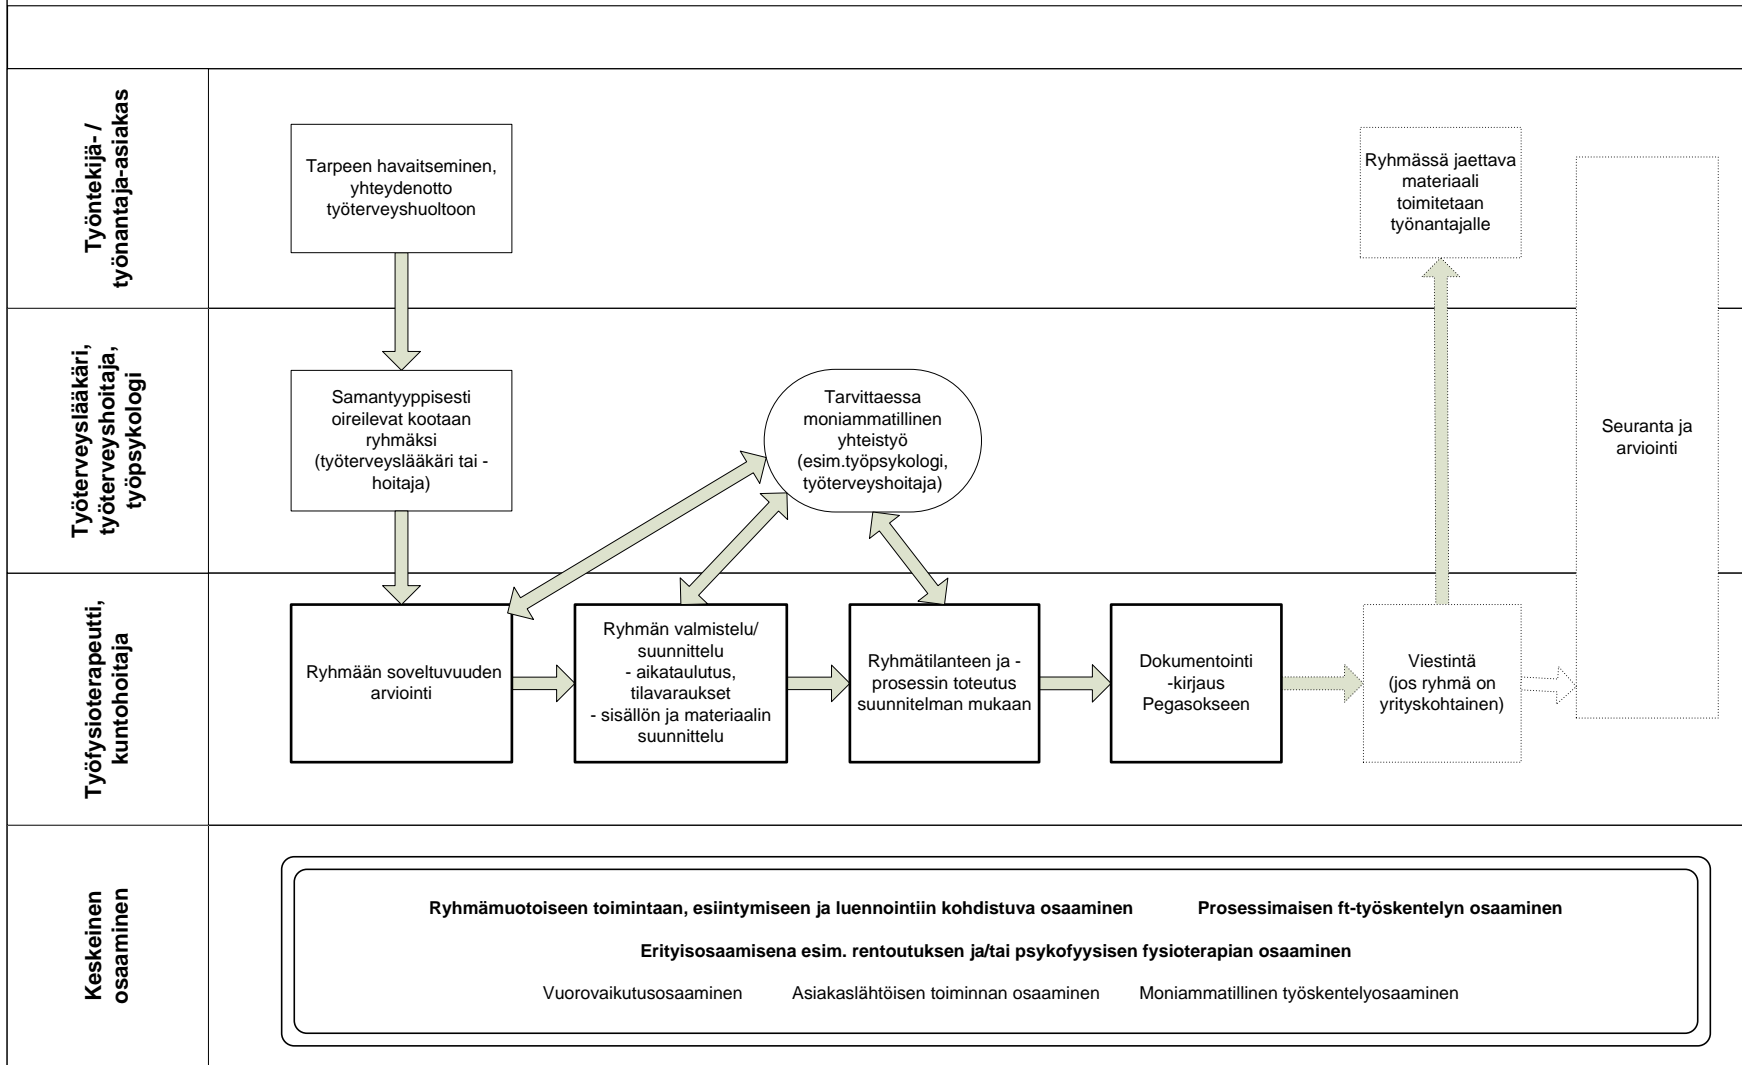 Työntekijä- /
työnantaja-asiakas
Tarpeen havaitseminen,
yhteydenotto
työterveyshuoltoon
Ryhmässä jaettava
materiaali
toimitetaan
työnantajalle
Työterveyslääkäri,
työterveyshoitaja,
työpsykologi
Samantyyppisesti
oireilevat kootaan
ryhmäksi
(työterveyslääkäri tai -
hoitaja)
Tarvittaessa
moniammatillinen
yhteistyö
(esim.työpsykologi,
työterveyshoitaja)
Seuranta ja
arviointi
Työfysioterapeutti,
kuntohoitaja
Ryhmään soveltuvuuden
arviointi
Ryhmän valmistelu/
suunnittelu
- aikataulutus,
tilavaraukset
- sisällön ja materiaalin
suunnittelu
Ryhmätilanteen ja -
prosessin toteutus
suunnitelman mukaan
Dokumentointi
-kirjaus
Pegasokseen
Viestintä
(jos ryhmä on
yrityskohtainen)
Keskeinen
osaaminen
Ryhmämuotoiseen toimintaan, esiintymiseen ja luennointiin kohdistuva osaaminen Prosessimaisen ft-työskentelyn osaaminen
Erityisosaamisena esim. rentoutuksen ja/tai psykofyysisen fysioterapian osaaminen
Vuorovaikutusosaaminen Asiakaslähtöisen toiminnan osaaminen Moniammatillinen työskentelyosaaminen